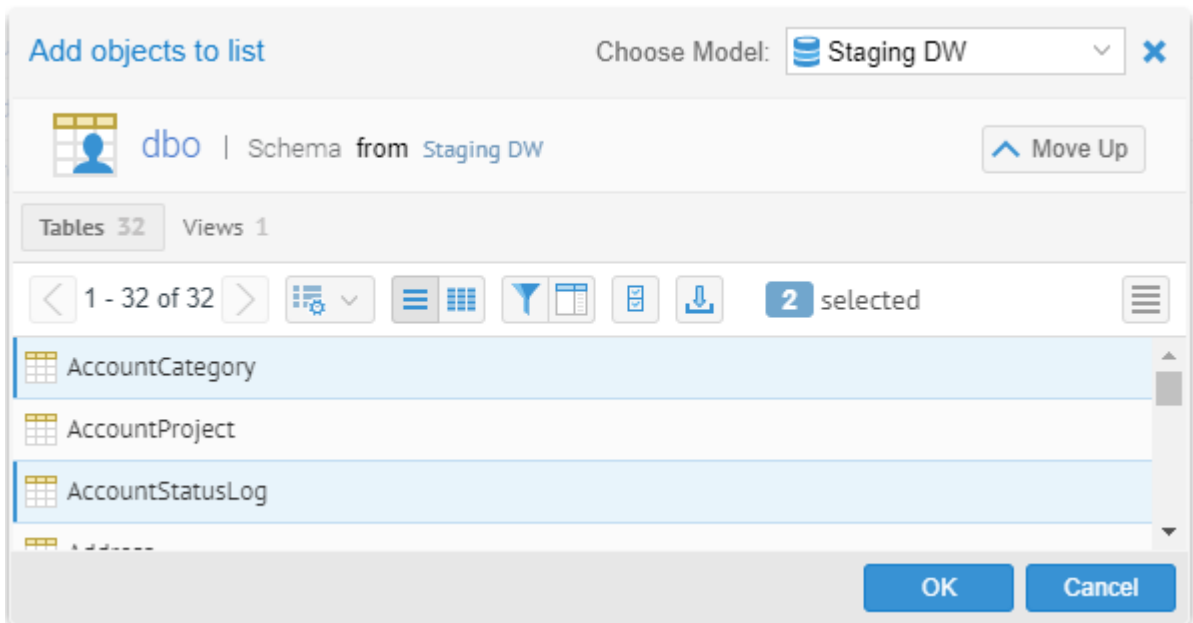 Add objects to list Choose Model: Staging DW
dbo | Schema from Staging DW Move Up
Tables 32 Views 1
1 - 32 of 32 2 selected
AccountCategory
AccountProject
AccountStatusLog
Address
OK Cancel